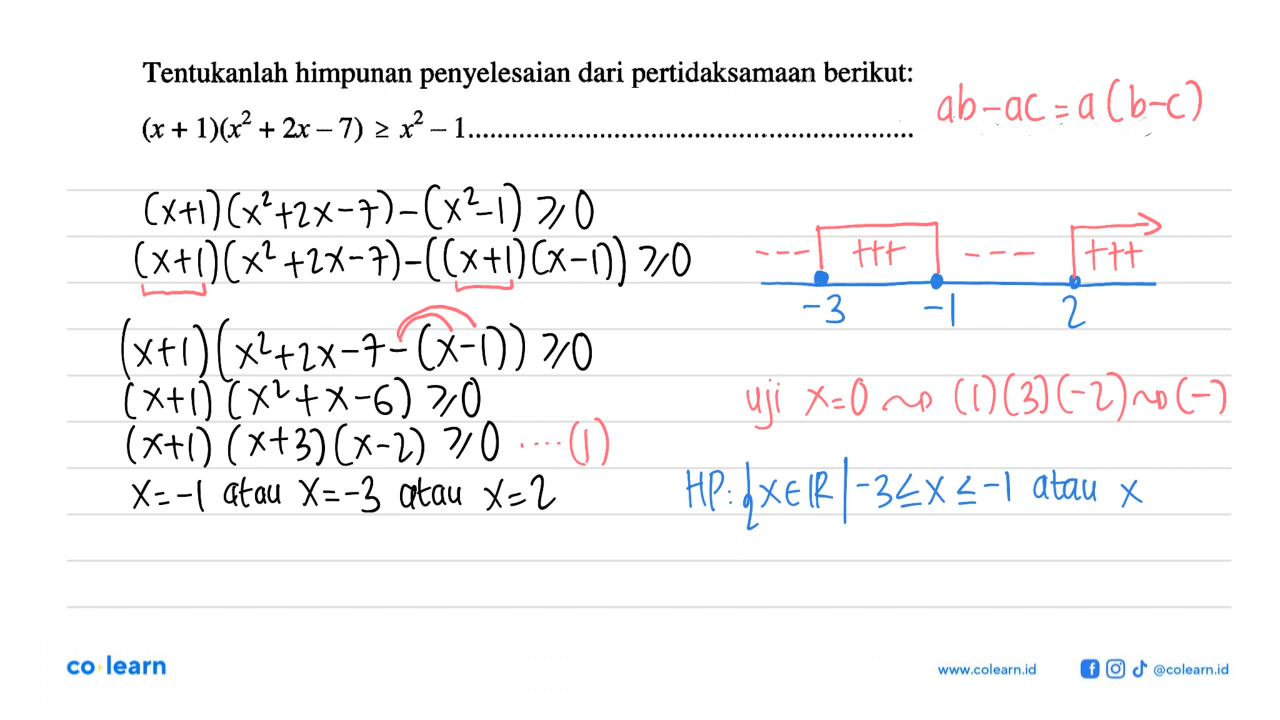 Tentukanlah himpunan penyelesaian dari pertidaksamaan berikut:
(x + 1)(x² + 2x – 7) ≥ x² – 1............................................................
ab-ac = a(b-c)
(x+1)(x²+2x-7)-(x²-1) ≥ 0
(x+1)(x²+2x-7)-((x+1)(x-1)) ≥ 0
(x+1)(x²+2x-7-(x-1)) ≥ 0
(x+1)(x²+x-6) ≥ 0
(x+1)(x+3)(x-2) ≥ 0 ....(1)
x=-1 atau x=-3 atau x=2
--- +++ --- +++
-3 -1 2
uji x=0 ~> (1)(3)(-2) ~> (-)
HP: {x∈ℝ | -3≤x≤-1 atau x
co learn
www.colearn.id
@colearn.id